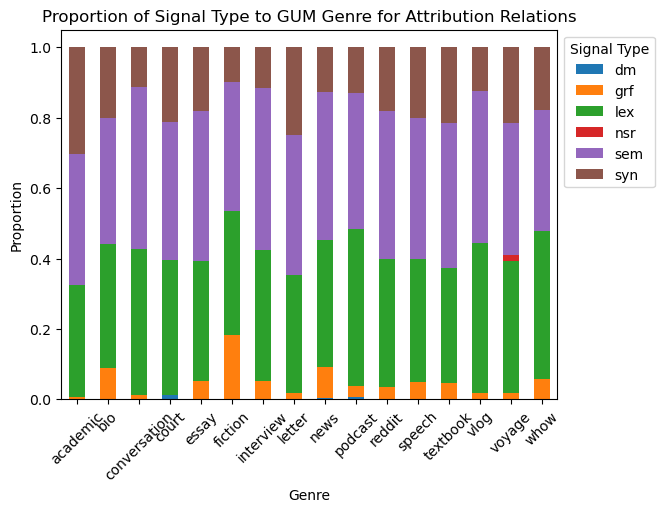 Proportion of Signal Type to GUM Genre for Attribution Relations
Signal Type
dm
grf
lex
nsr
sem
syn
Proportion
1.0
0.8
0.6
0.4
0.2
0.0
academic
bio
conversation
court
essay
fiction
interview
letter
news
podcast
reddit
speech
textbook
vlog
voyage
whow
Genre